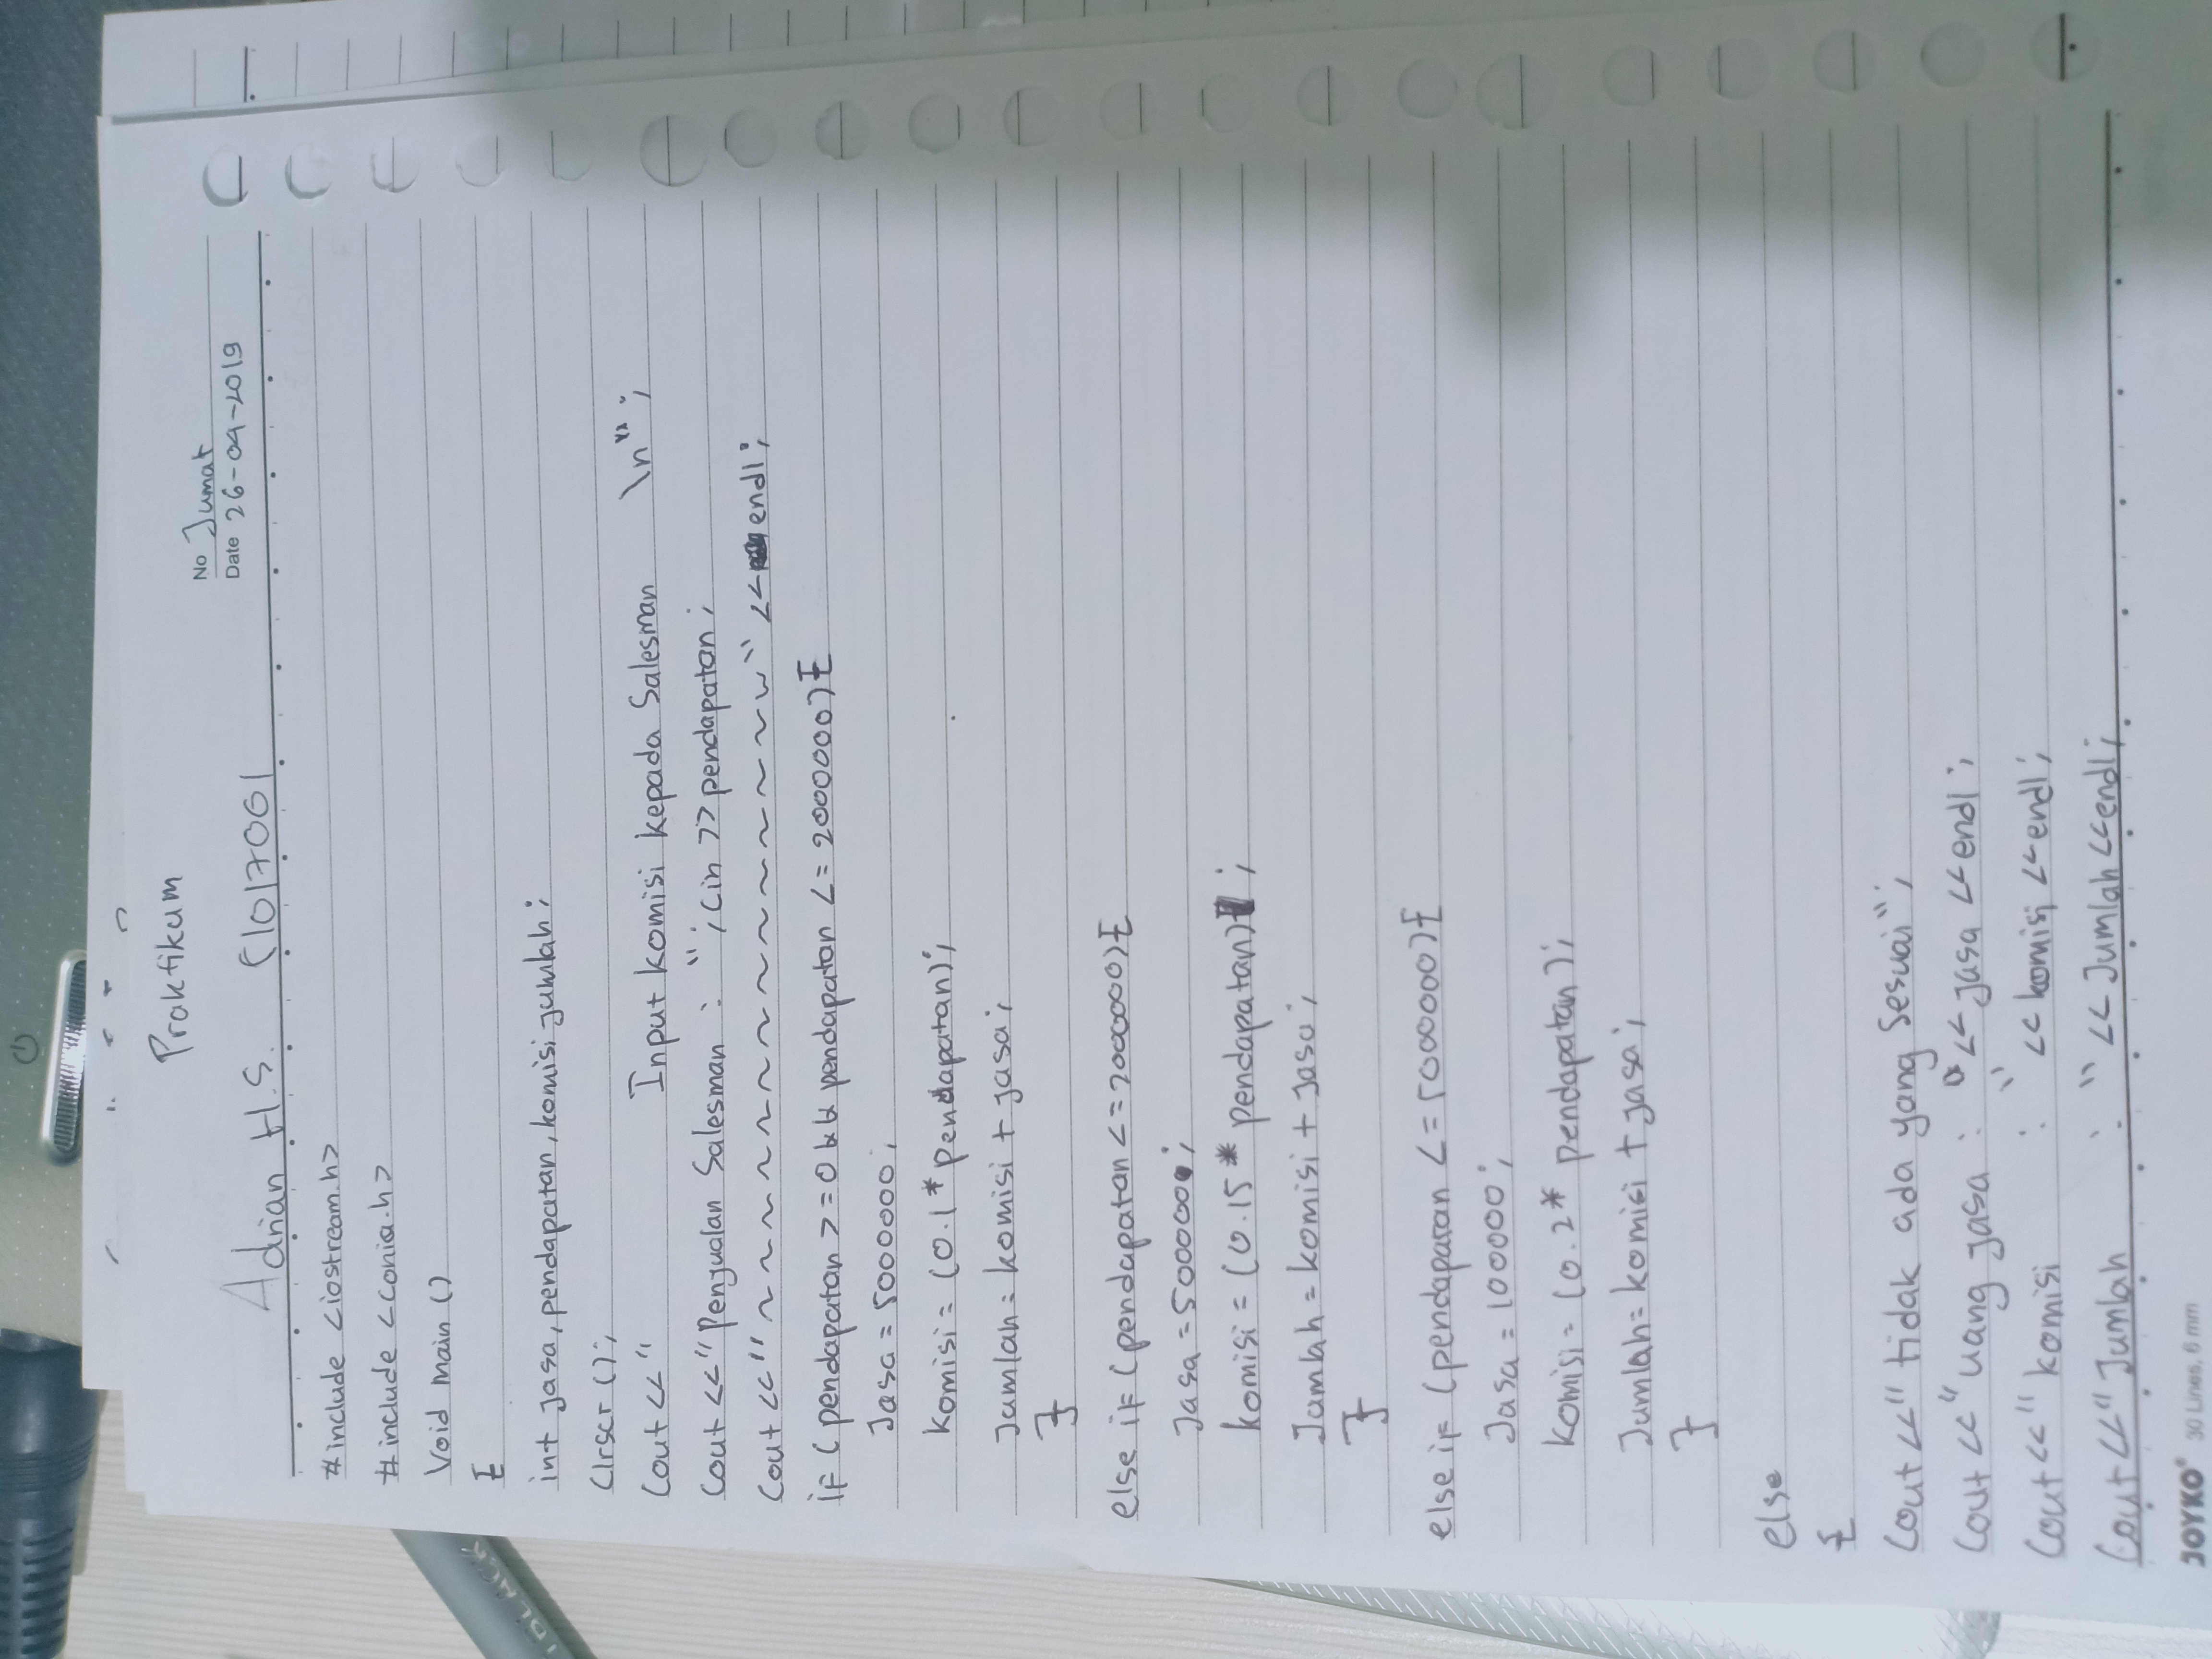 Praktikum
No Jumat
Date 26-04-2019
Adrian H.S. (1017061
#include <iostream.h>
#include <conio.h>
Void main ()
{
int jasa, pendapatan, komisi jumlah;
Clrscr ();
Cout << " Input komisi kepada Salesman \n";
Cout << "Penjualan Salesman : "; Cin >> pendapatan;
Cout << "~~~~~~~~~~~~~~~" << endl;
if (pendapatan >= 0 && pendapatan <= 200000) {
Jasa = 5000000;
komisi = (0.1 * pendapatan);
Jumlah = komisi + jasa;
}
else if (pendapatan <= 2000000) {
Jasa = 500000;
komisi = (0.15 * pendapatan);
Jumlah = komisi + Jasa;
}
else if (pendapatan <= 5000000) {
Jasa = 100000;
komisi = (0.2 * pendapatan);
Jumlah = komisi + jasa;
}
else
{
Cout << " tidak ada yang Sesuai";
Cout << " uang jasa : " << jasa << endl;
Cout << " komisi : " << komisi << endl;
Cout << " Jumlah : " << Jumlah << endl;
JOYKO 30 Lines, 6 mm